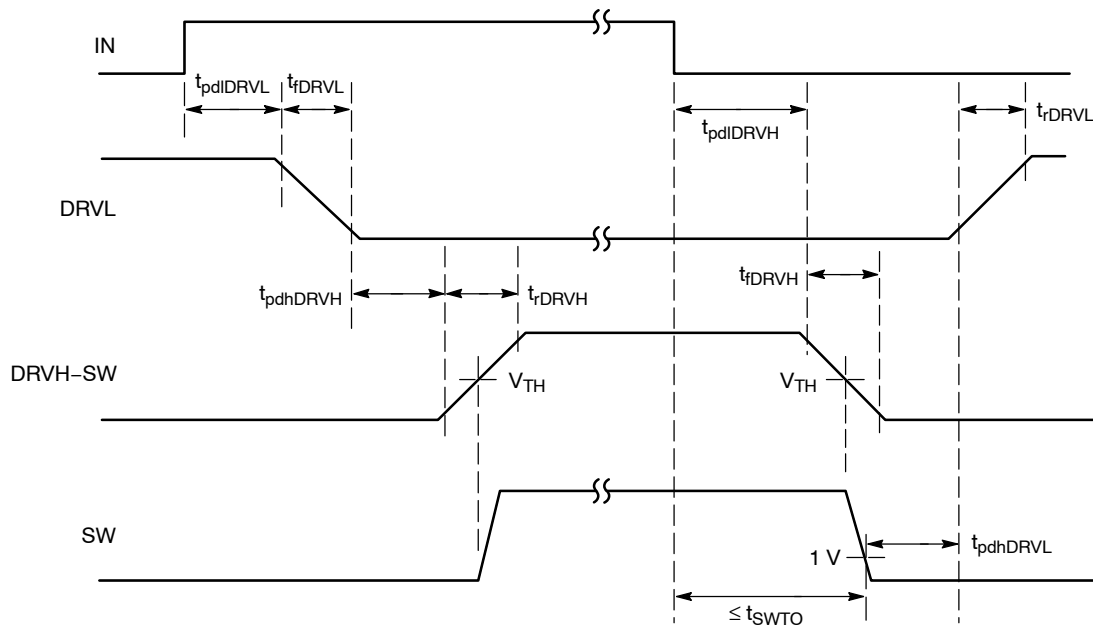 IN
tpdlDRVL tfDRVL
tpdlDRVH
trDRVL
DRVL
tpdhDRVH trDRVH
tfDRVH
DRVH–SW
VTH
VTH
SW
1 V
tpdhDRVL
≤ tSWTO